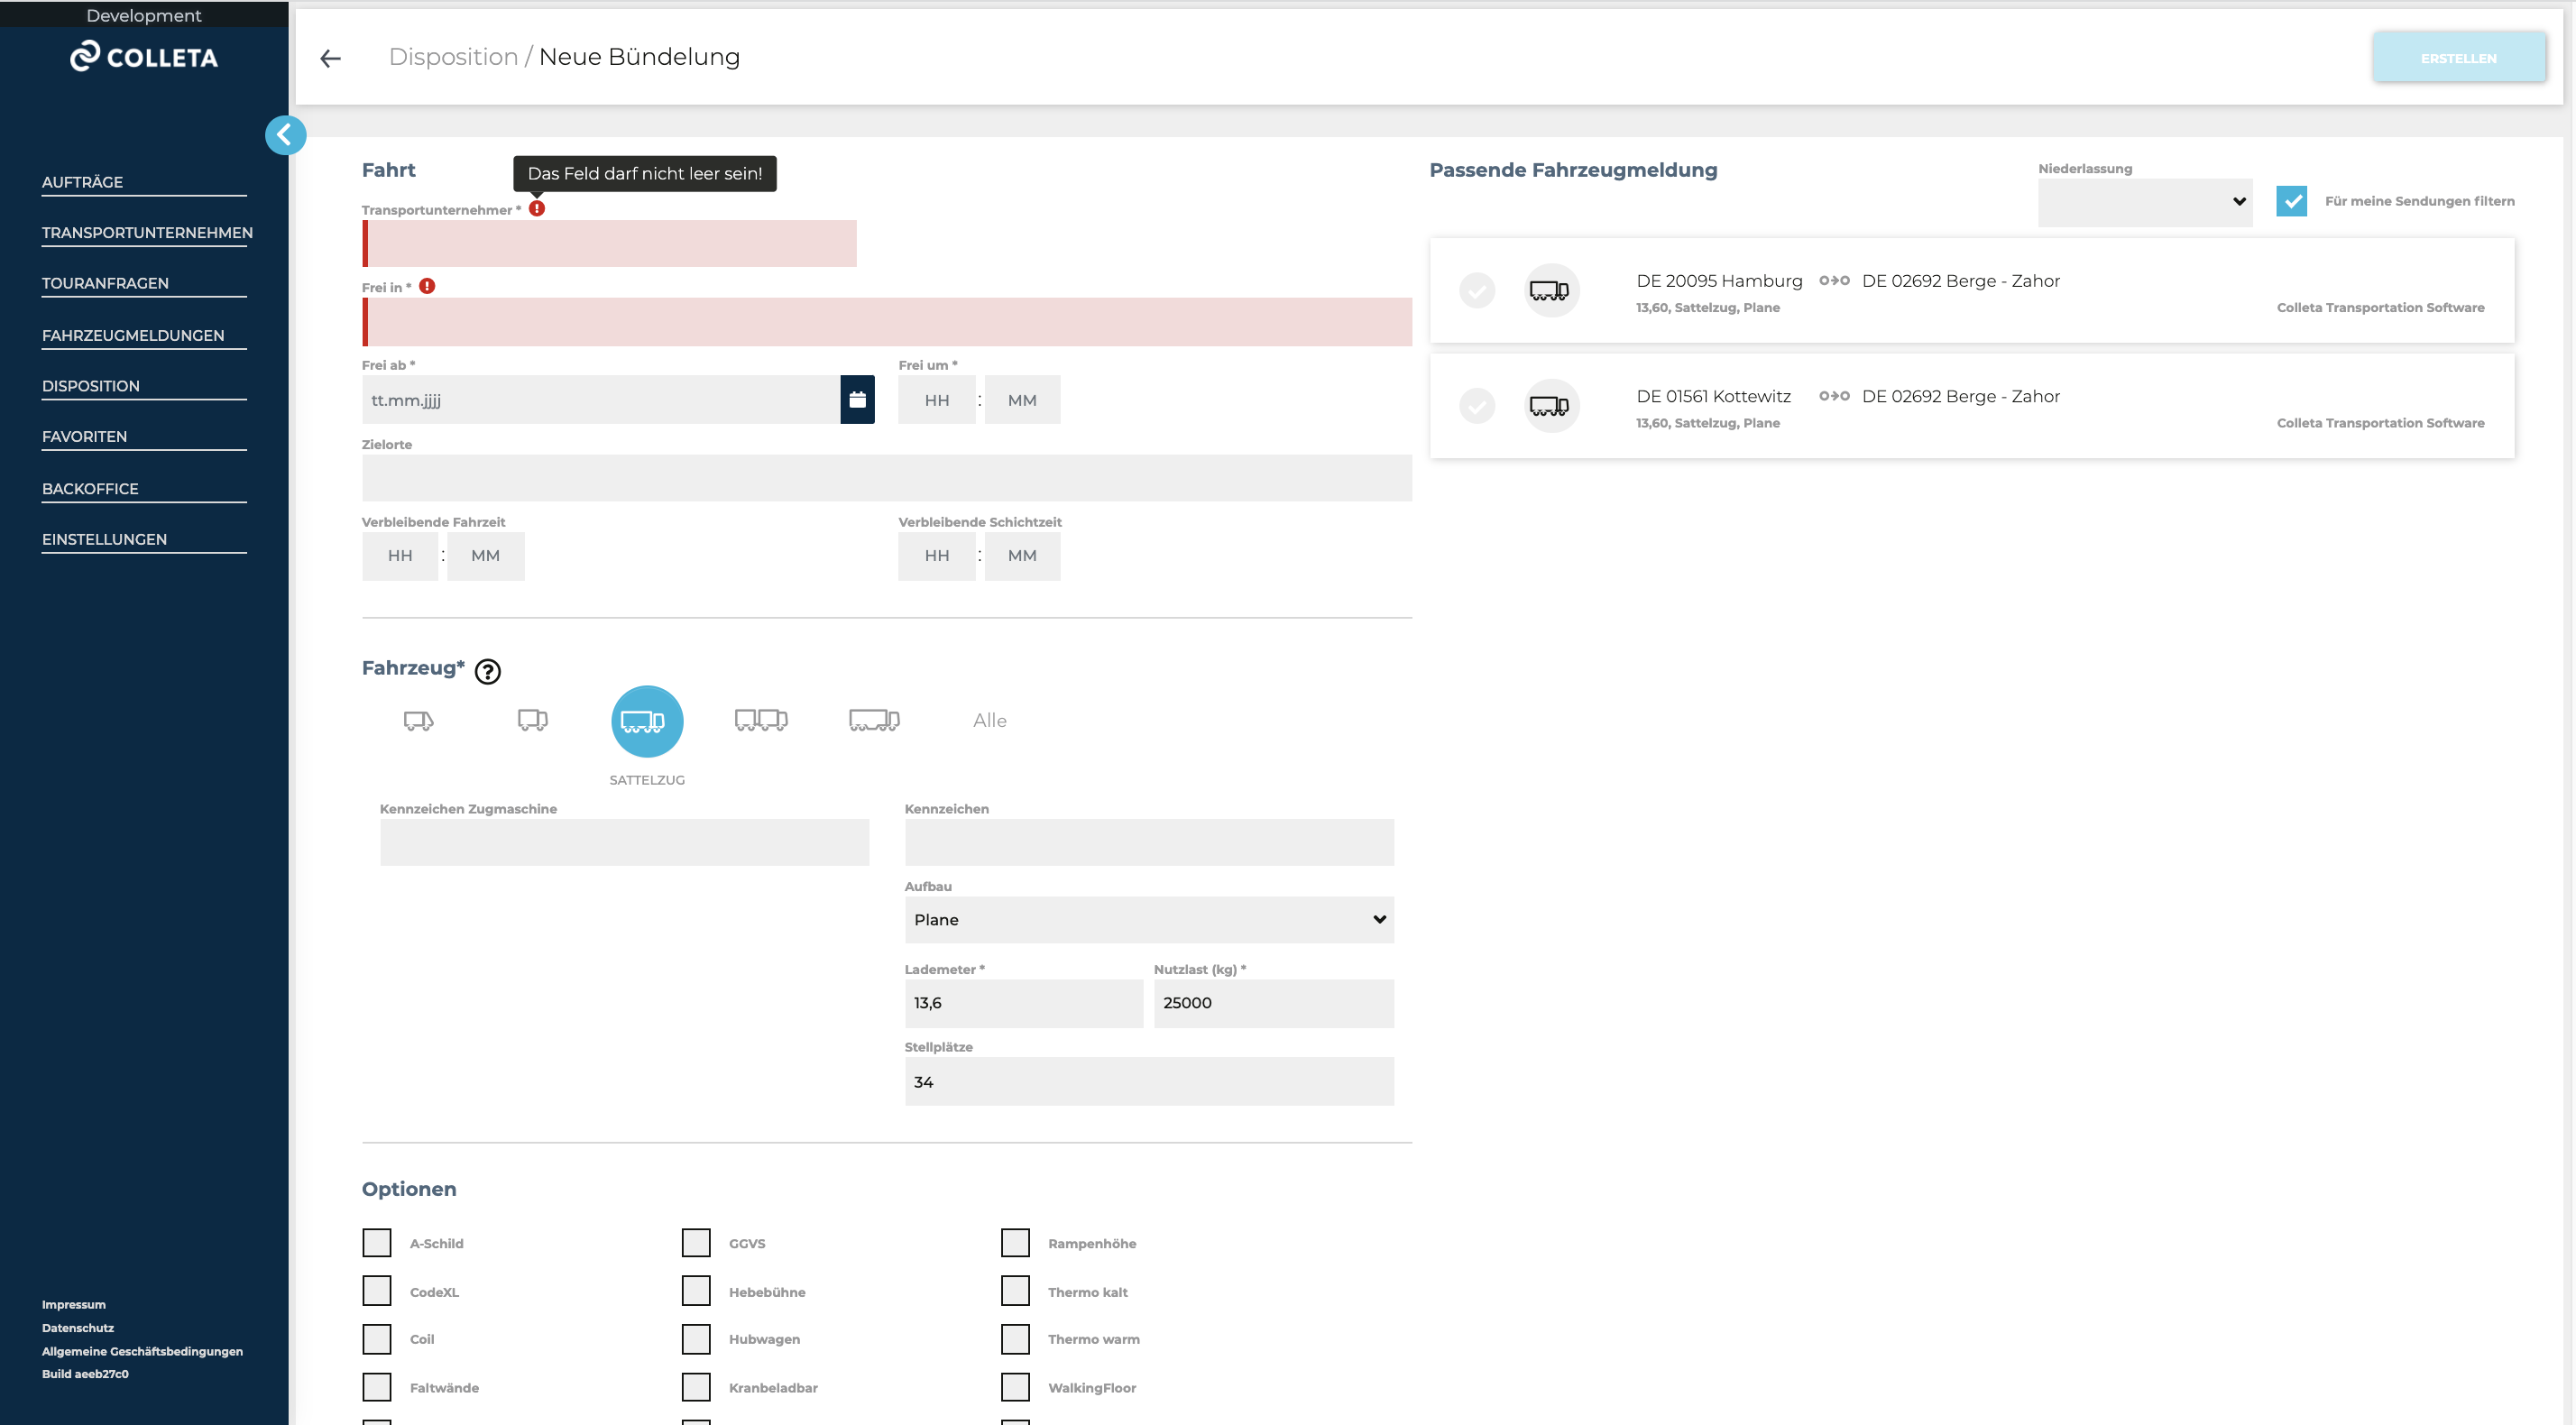 Development
COLLETA
AUFTRÄGE
TRANSPORTUNTERNEHMEN
TOURANFRAGEN
FAHRZEUGMELDUNGEN
DISPOSITION
FAVORITEN
BACKOFFICE
EINSTELLUNGEN
Impressum
Datenschutz
Allgemeine Geschäftsbedingungen
Build aeeb27c0
Disposition / Neue Bündelung
ERSTELLEN
Fahrt
Das Feld darf nicht leer sein!
Transportunternehmer *
Frei in *
Frei ab *
Frei um *
tt.mm.jjjj
HH : MM
Zielorte
Verbleibende Fahrzeit
Verbleibende Schichtzeit
HH : MM
HH : MM
Fahrzeug*
Alle
SATTELZUG
Kennzeichen Zugmaschine
Kennzeichen
Aufbau
Plane
Lademeter *
Nutzlast (kg) *
13,6
25000
Stellplätze
34
Optionen
A-Schild
GGVS
Rampenhöhe
CodeXL
Hebebühne
Thermo kalt
Coil
Hubwagen
Thermo warm
Faltwände
Kranbeladbar
WalkingFloor
Passende Fahrzeugmeldung
Niederlassung
Für meine Sendungen filtern
DE 20095 Hamburg DE 02692 Berge - Zahor
13,60, Sattelzug, Plane
Colleta Transportation Software
DE 01561 Kottewitz DE 02692 Berge - Zahor
13,60, Sattelzug, Plane
Colleta Transportation Software